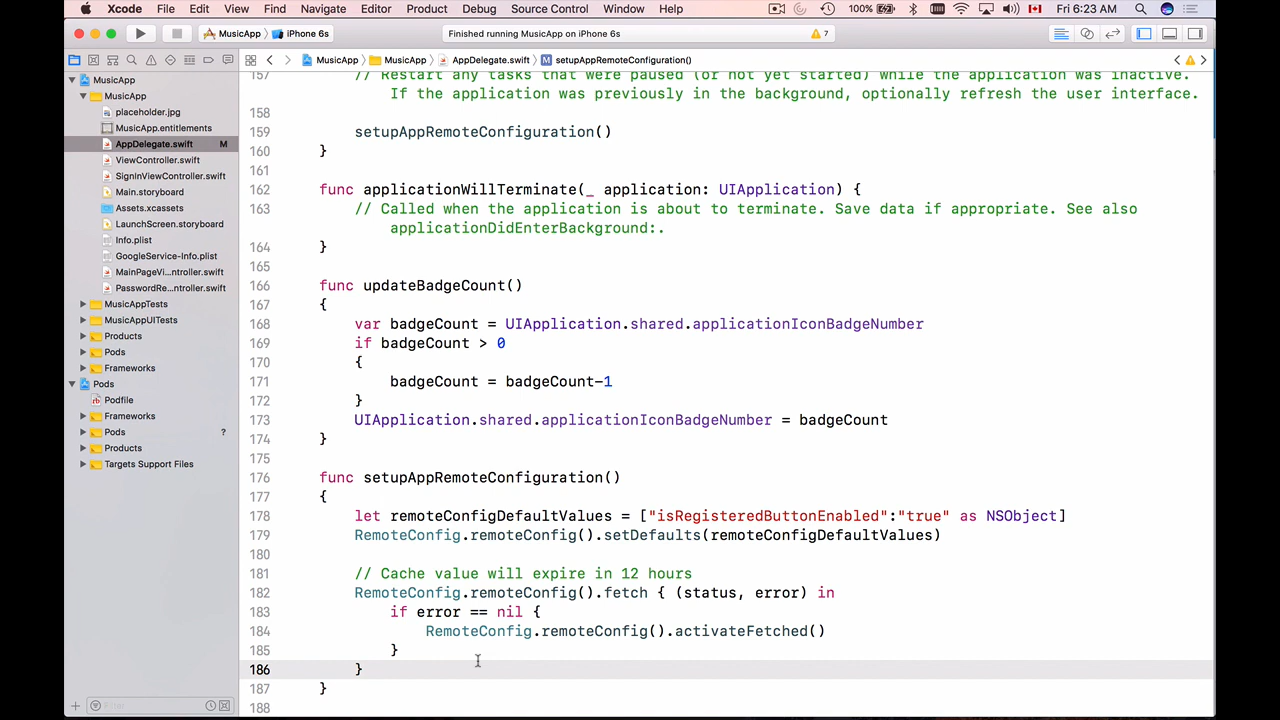 Xcode File Edit View Find Navigate Editor Product Debug Source Control Window Help 100% Fri 6:23 AM
MusicApp iPhone 6s Finished running MusicApp on iPhone 6s 7
MusicApp MusicApp AppDelegate.swift M setupAppRemoteConfiguration()
MusicApp
MusicApp
placeholder.jpg
MusicApp.entitlements
AppDelegate.swift M
ViewController.swift
SignInViewController.swift
Main.storyboard
Assets.xcassets
LaunchScreen.storyboard
Info.plist
GoogleService-Info.plist
MainPageVi...ntroller.swift
PasswordRe...ntroller.swift
MusicAppTests
MusicAppUITests
Products
Pods
Frameworks
Pods
Podfile
Frameworks
Pods ?
Products
Targets Support Files
Filter
157 // Restart any tasks that were paused (or not yet started) while the application was inactive.
If the application was previously in the background, optionally refresh the user interface.
158
159 setupAppRemoteConfiguration()
160 }
161
162 func applicationWillTerminate(_ application: UIApplication) {
163 // Called when the application is about to terminate. Save data if appropriate. See also
applicationDidEnterBackground:.
164 }
165
166 func updateBadgeCount()
167 {
168 var badgeCount = UIApplication.shared.applicationIconBadgeNumber
169 if badgeCount > 0
170 {
171 badgeCount = badgeCount-1
172 }
173 UIApplication.shared.applicationIconBadgeNumber = badgeCount
174 }
175
176 func setupAppRemoteConfiguration()
177 {
178 let remoteConfigDefaultValues = ["isRegisteredButtonEnabled":"true" as NSObject]
179 RemoteConfig.remoteConfig().setDefaults(remoteConfigDefaultValues)
180
181 // Cache value will expire in 12 hours
182 RemoteConfig.remoteConfig().fetch { (status, error) in
183 if error == nil {
184 RemoteConfig.remoteConfig().activateFetched()
185 }
186 }
187 }
188